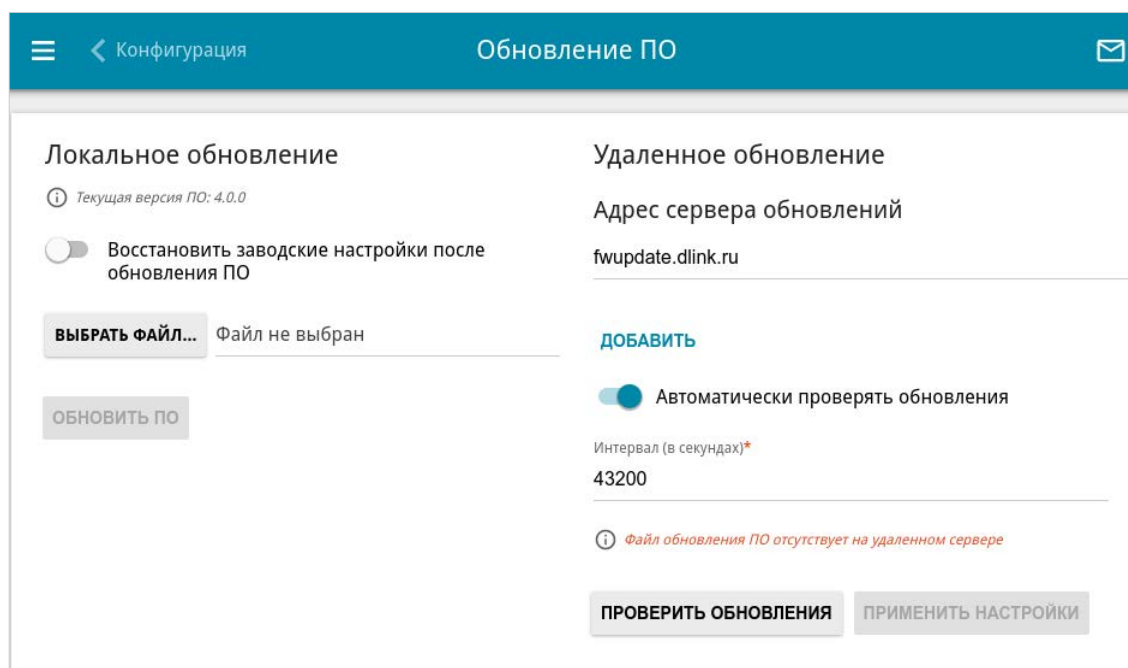 Конфигурация
Обновление ПО
Локальное обновление
Текущая версия ПО: 4.0.0
Восстановить заводские настройки после
обновления ПО
ВЫБРАТЬ ФАЙЛ...
Файл не выбран
ОБНОВИТЬ ПО
Удаленное обновление
Адрес сервера обновлений
fwupdate.dlink.ru
ДОБАВИТЬ
Автоматически проверять обновления
Интервал (в секундах)*
43200
Файл обновления ПО отсутствует на удаленном сервере
ПРОВЕРИТЬ ОБНОВЛЕНИЯ
ПРИМЕНИТЬ НАСТРОЙКИ